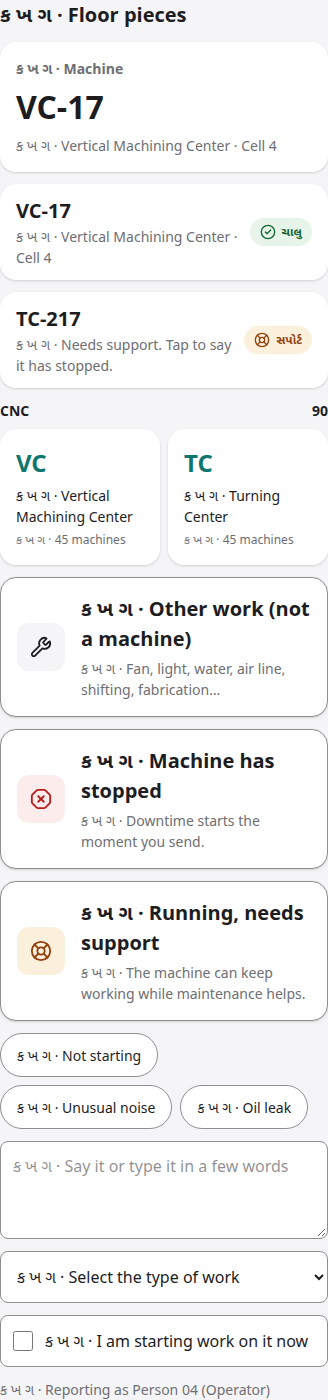 ક ખ ગ · Floor pieces
ક ખ ગ · Machine
VC-17
ક ખ ગ · Vertical Machining Center · Cell 4
VC-17
ક ખ ગ · Vertical Machining Center ·
Cell 4
ચાલુ
TC-217
ક ખ ગ · Needs support. Tap to say
it has stopped.
સપોર્ટ
CNC
90
VC
ક ખ ગ · Vertical
Machining Center
ક ખ ગ · 45 machines
TC
ક ખ ગ · Turning
Center
ક ખ ગ · 45 machines
ક ખ ગ · Other work (not
a machine)
ક ખ ગ · Fan, light, water, air line,
shifting, fabrication…
ક ખ ગ · Machine has
stopped
ક ખ ગ · Downtime starts the
moment you send.
ક ખ ગ · Running, needs
support
ક ખ ગ · The machine can keep
working while maintenance helps.
ક ખ ગ · Not starting
ક ખ ગ · Unusual noise
ક ખ ગ · Oil leak
ક ખ ગ · Say it or type it in a few words
ક ખ ગ · Select the type of work
ક ખ ગ · I am starting work on it now
ક ખ ગ · Reporting as Person 04 (Operator)